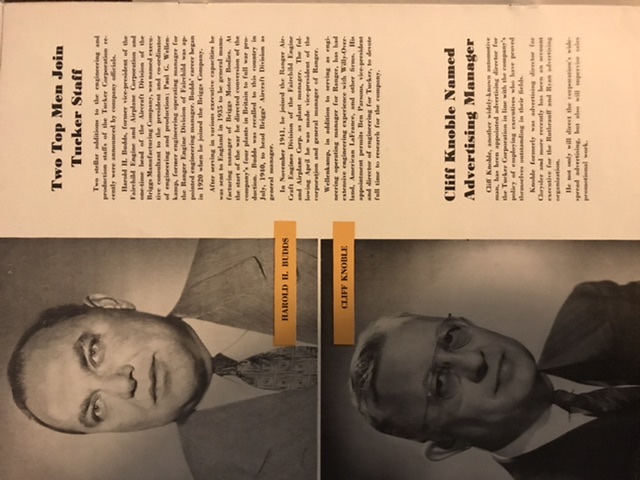 Two Top Men Join
Tucker Staff
Two stellar additions to the engineering and
production staffs of the Tucker Corporation re-
cently were announced by company officials.
Harold H. Budds, former vice-president of the
Fairchild Engine and Airplane Corporation and
one-time chief of the aircraft division of the
Briggs Manufacturing Company, was named execu-
tive consultant to the president and co-ordinator
of engineering and production. Paul G. Wellen-
kamp, former engineering operating manager for
the Ranger Engine Division of Fairchild was ap-
pointed engineering manager. Budds' career began
in 1920 when he joined the Briggs Company.
After serving in various executive capacities he
was sent to England in 1935 to be general manu-
facturing manager of Briggs Motor Bodies. At
the start of the war he directed conversion of the
company's four plants in Britain to full war pro-
duction. Budds was recalled to this country in
July, 1940, to head Briggs' Aircraft Division as
general manager.
In November 1941, he joined the Ranger Air-
Craft Engines Division of the Fairchild Engine
and Airplane Corp. as plant manager. The fol-
lowing April he was made vice-president of the
corporation and general manager of Ranger.
Wellenkamp, in addition to serving as engi-
neering operating manager for Ranger, has had
extensive engineering experience with Willys-Over-
land, American LaFrance, and other firms. His
appointment permits Ben Parsons, vice-president
and director of engineering for Tucker, to devote
full time to research for the company.
HAROLD H. BUDDS
Cliff Knoble Named
Advertising Manager
Cliff Knoble, another widely-known automotive
man, has been appointed advertising director for
the Tucker Corporation in line with the company's
policy of employing executives who have proved
themselves outstanding in their fields.
Knoble formerly was advertising director for
Chrysler and more recently has been an account
executive for the Ruthrauff and Ryan advertising
organization.
He not only will direct the corporation's wide-
spread advertising but also will supervise sales
promotional work.
CLIFF KNOBLE